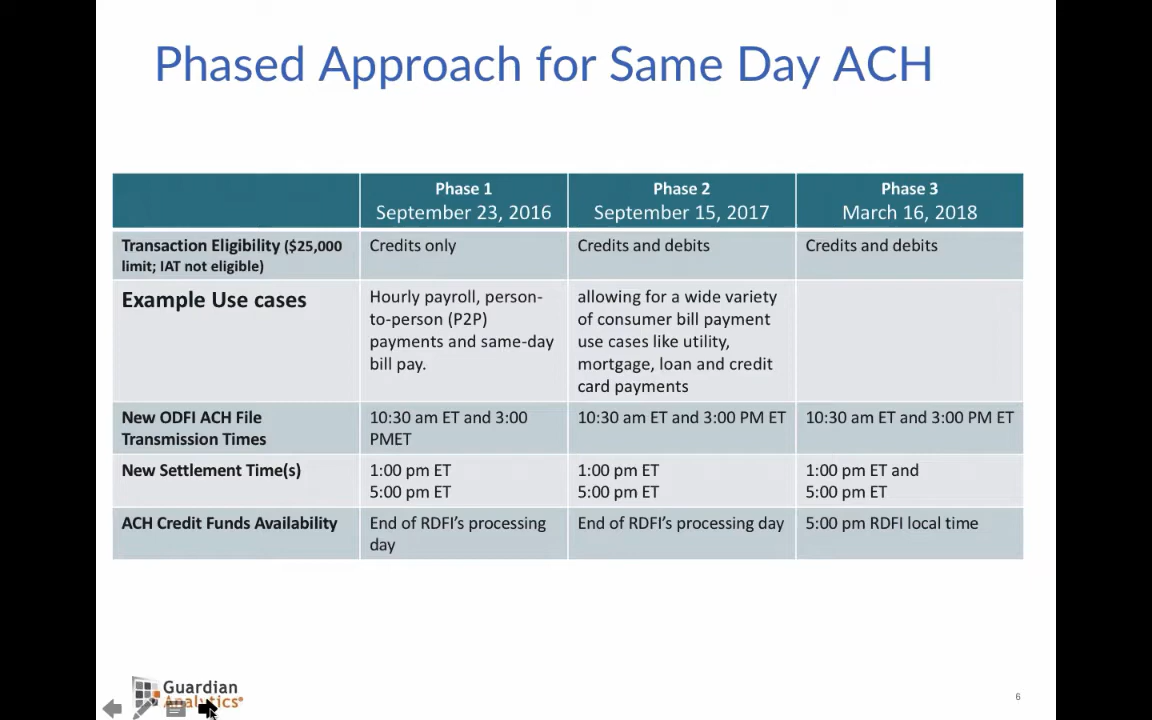 Phased Approach for Same Day ACH
Phase 1
September 23, 2016
Phase 2
September 15, 2017
Phase 3
March 16, 2018
Transaction Eligibility ($25,000
limit; IAT not eligible)
Credits only
Credits and debits
Credits and debits
Example Use cases
Hourly payroll, person-
to-person (P2P)
payments and same-day
bill pay.
allowing for a wide variety
of consumer bill payment
use cases like utility,
mortgage, loan and credit
card payments
New ODFI ACH File
Transmission Times
10:30 am ET and 3:00
PMET
10:30 am ET and 3:00 PM ET
10:30 am ET and 3:00 PM ET
New Settlement Time(s)
1:00 pm ET
5:00 pm ET
1:00 pm ET
5:00 pm ET
1:00 pm ET and
5:00 pm ET
ACH Credit Funds Availability
End of RDFI's processing
day
End of RDFI's processing day
5:00 pm RDFI local time
Guardian
Analytics®
6